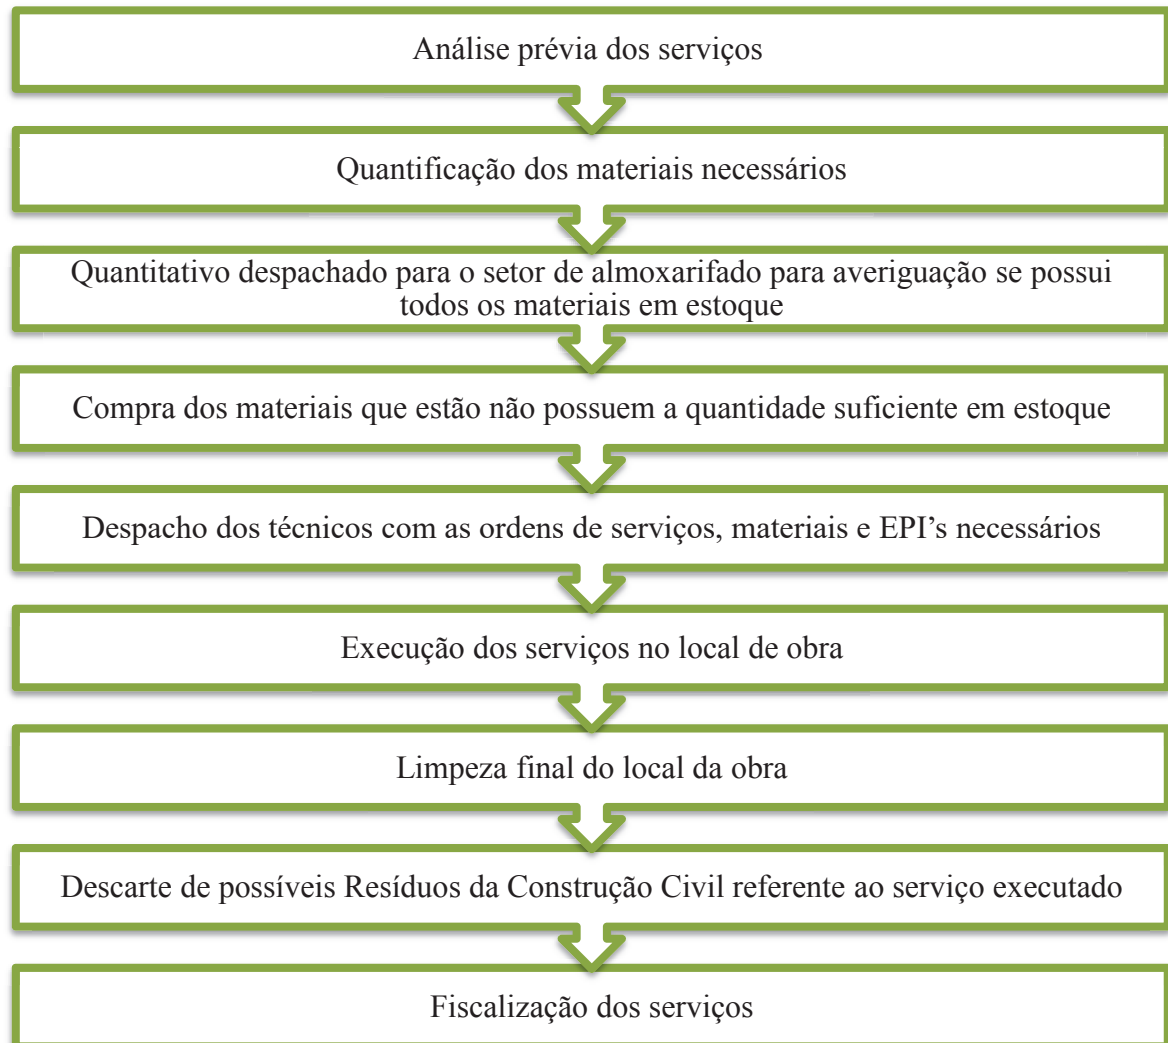 Análise prévia dos serviços
Quantificação dos materiais necessários
Quantitativo despachado para o setor de almoxarifado para averiguação se possui
todos os materiais em estoque
Compra dos materiais que estão não possuem a quantidade suficiente em estoque
Despacho dos técnicos com as ordens de serviços, materiais e EPI’s necessários
Execução dos serviços no local de obra
Limpeza final do local da obra
Descarte de possíveis Resíduos da Construção Civil referente ao serviço executado
Fiscalização dos serviços